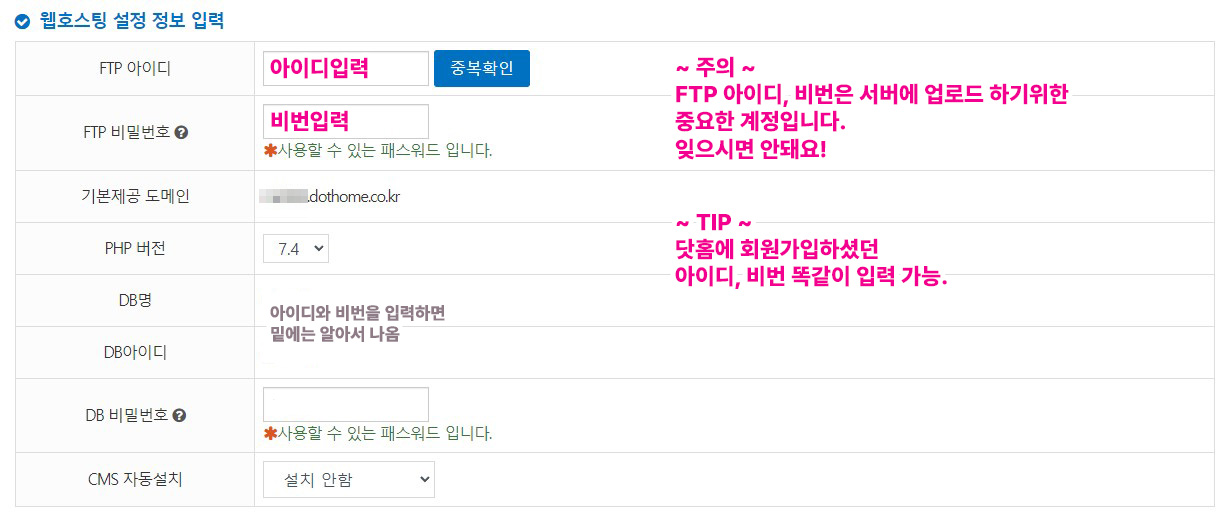 웹호스팅 설정 정보 입력
FTP 아이디
아이디입력
중복확인
~ 주의 ~
FTP 아이디, 비번은 서버에 업로드 하기위한
중요한 계정입니다.
잊으시면 안돼요!
FTP 비밀번호 ?
비번입력
✱사용할 수 있는 패스워드 입니다.
기본제공 도메인
.dothome.co.kr
~ TIP ~
닷홈에 회원가입하셨던
아이디, 비번 똑같이 입력 가능.
PHP 버전
7.4
DB명
아이디와 비번을 입력하면
밑에는 알아서 나옴
DB아이디
DB 비밀번호 ?
✱사용할 수 있는 패스워드 입니다.
CMS 자동설치
설치 안함